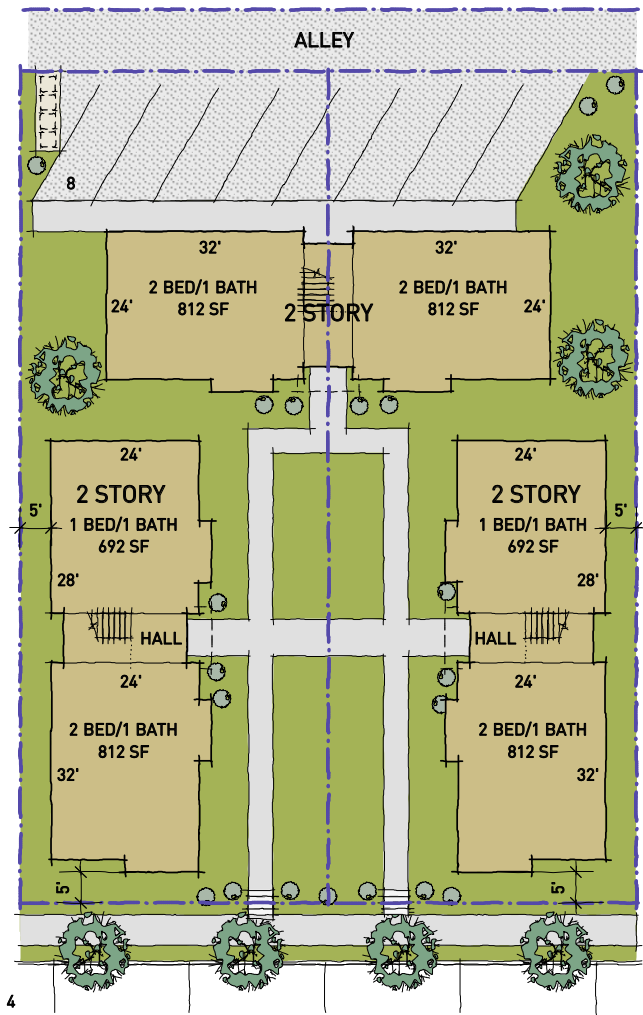 ALLEY
8
32'
32'
2 BED/1 BATH
812 SF
2 BED/1 BATH
812 SF
24'
24'
2 STORY
24'
24'
2 STORY
2 STORY
5'
5'
1 BED/1 BATH
692 SF
1 BED/1 BATH
692 SF
28'
28'
HALL
HALL
24'
24'
2 BED/1 BATH
812 SF
2 BED/1 BATH
812 SF
32'
32'
5'
5'
4